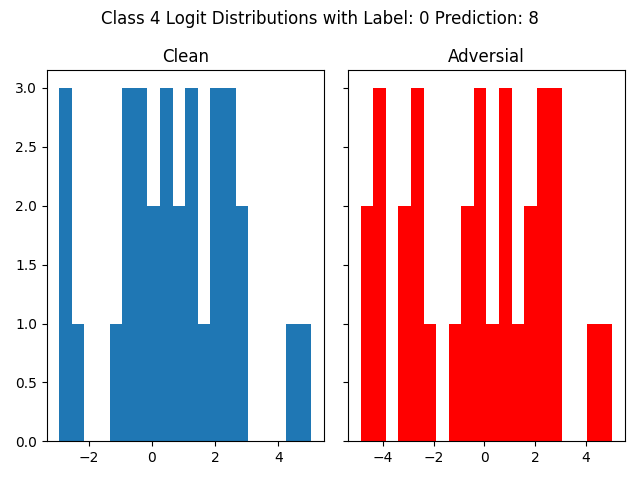 Class 4 Logit Distributions with Label: 0 Prediction: 8
Clean
Adversial
3.0
2.5
2.0
1.5
1.0
0.5
0.0
−2 0 2 4
−4 −2 0 2 4